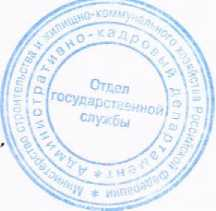 Министерство строительства и жилищно-коммунального хозяйства Российской Федерации *
Административно-кадровый департамент *
Отдел
государственной
службы